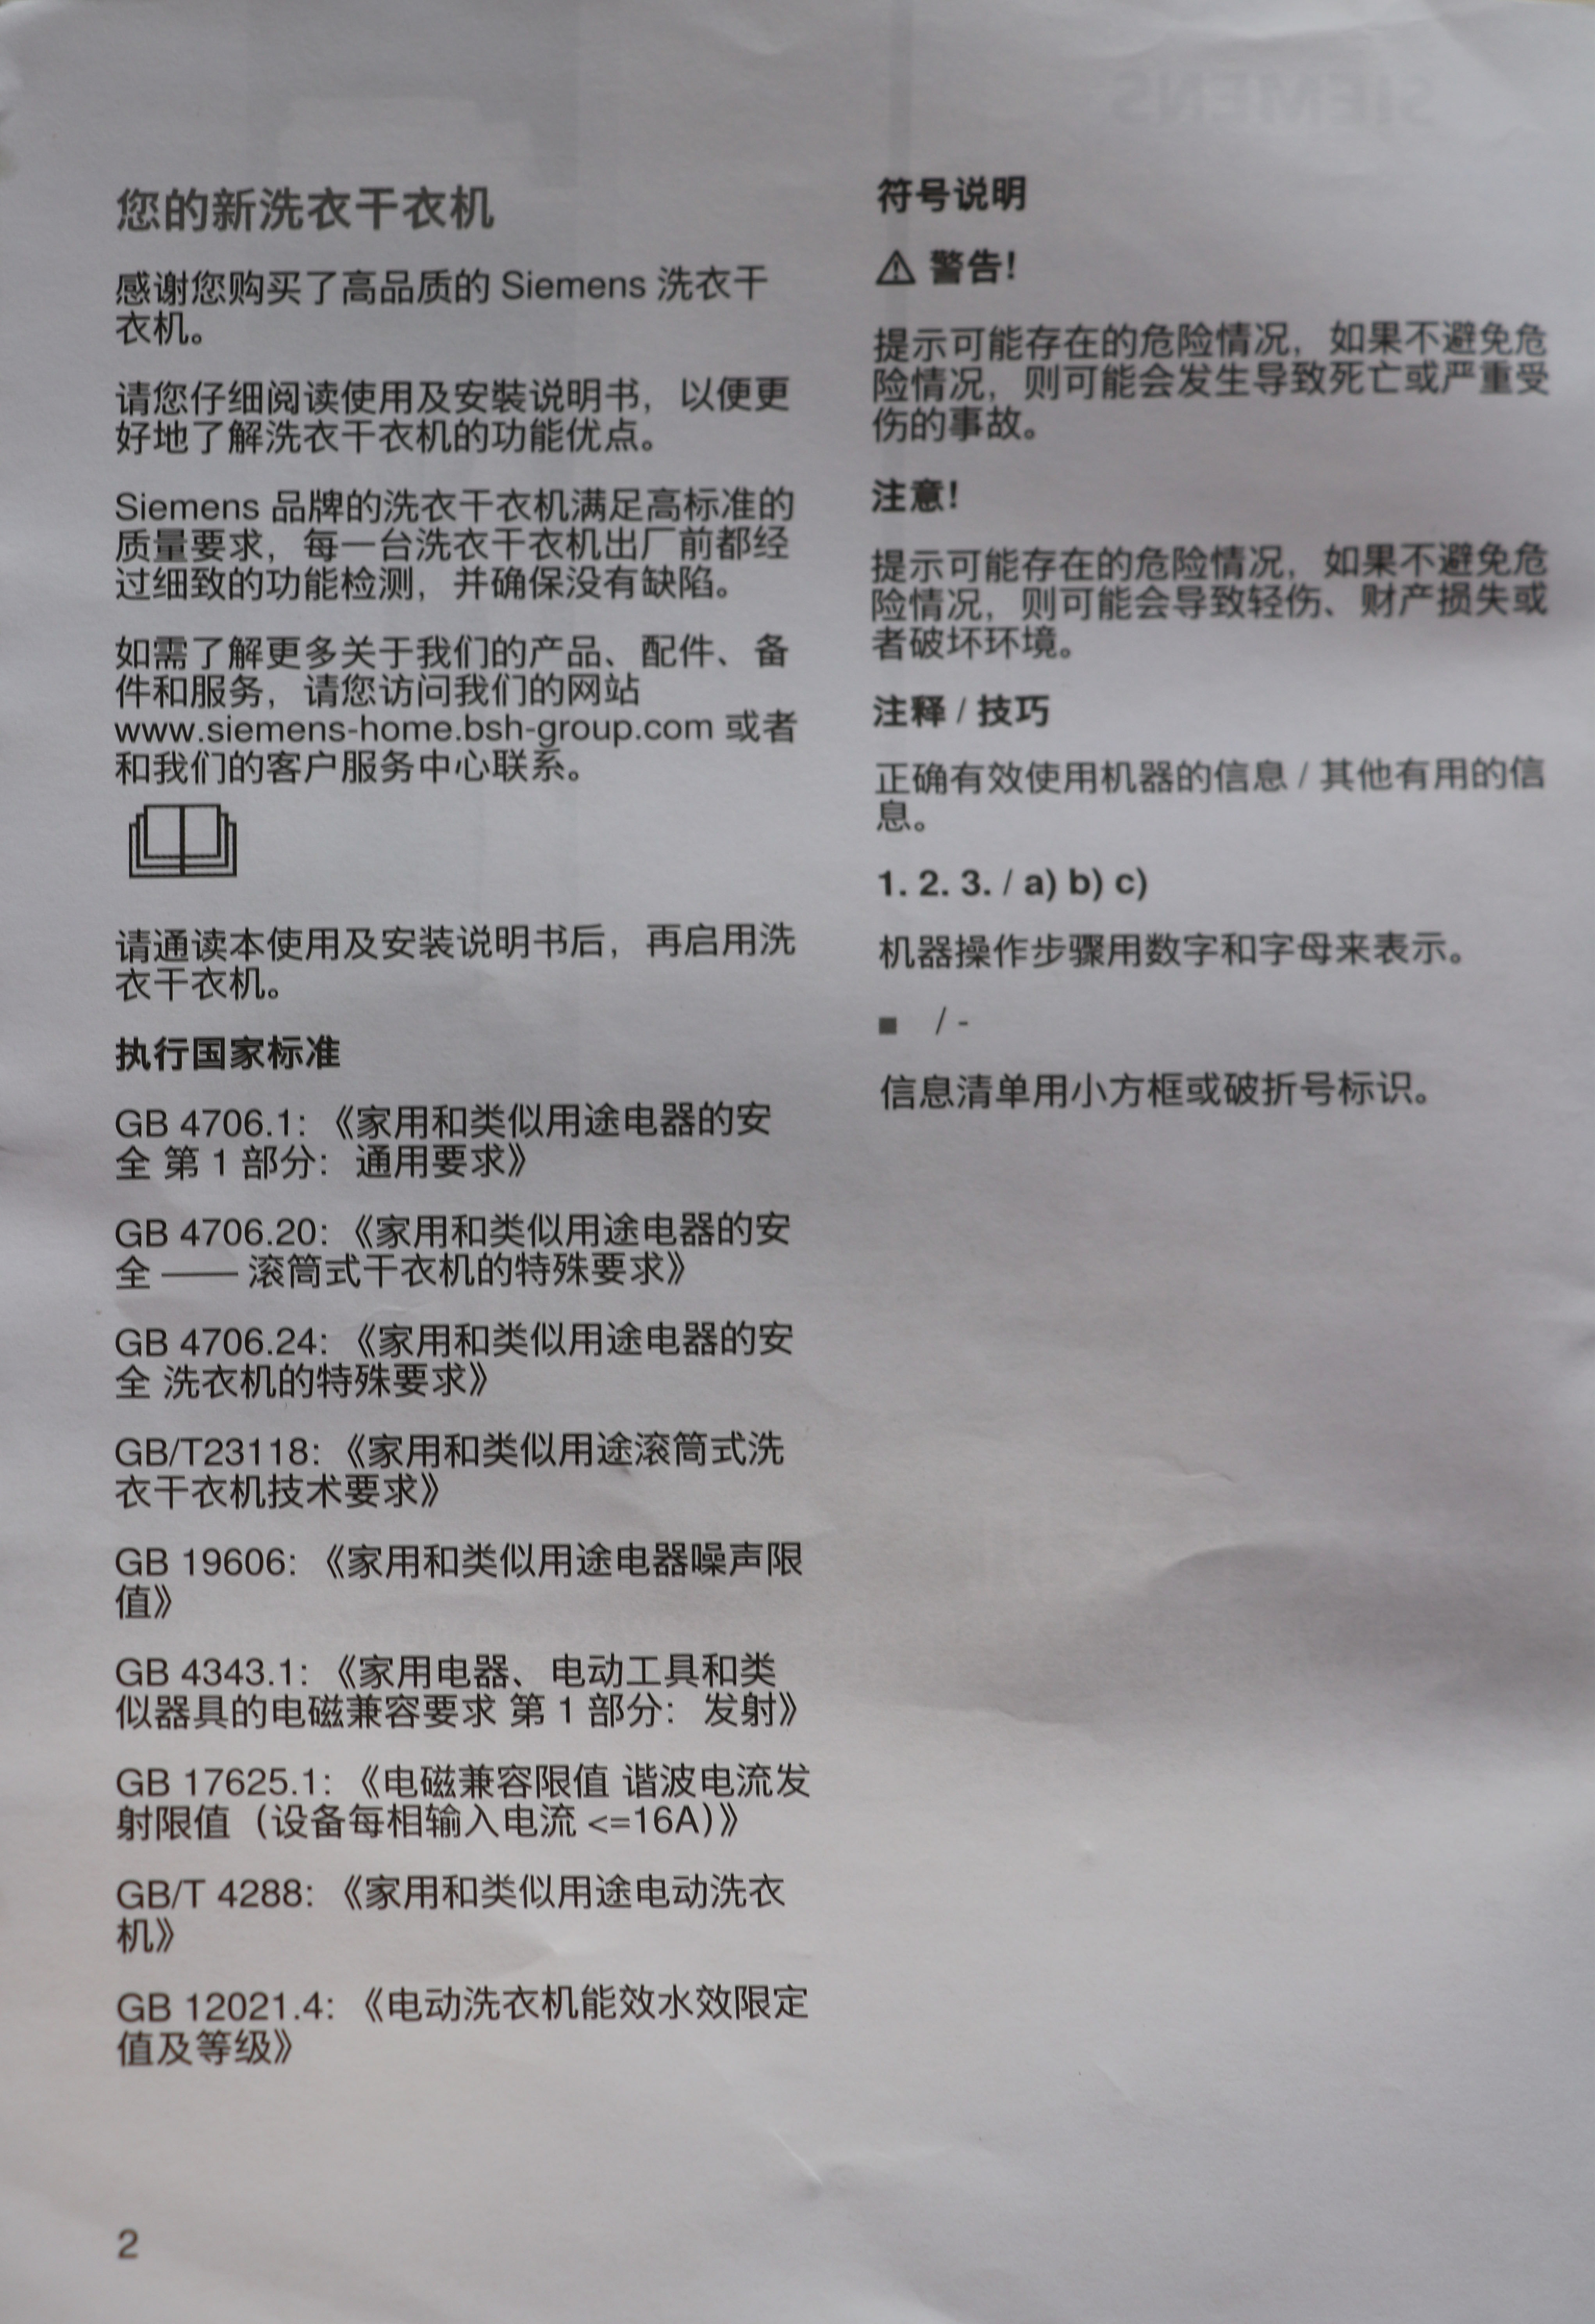 您的新洗衣干衣机
感谢您购买了高品质的 Siemens 洗衣干
衣机。
请您仔细阅读使用及安装说明书，以便更
好地了解洗衣干衣机的功能优点。
Siemens 品牌的洗衣干衣机满足高标准的
质量要求，每一台洗衣干衣机出厂前都经
过细致的功能检测，并确保没有缺陷。
如需了解更多关于我们的产品、配件、备
件和服务，请您访问我们的网站
www.siemens-home.bsh-group.com 或者
和我们的客户服务中心联系。
请通读本使用及安装说明书后，再启用洗
衣干衣机。
执行国家标准
GB 4706.1: 《家用和类似用途电器的安
全 第 1 部分：通用要求》
GB 4706.20: 《家用和类似用途电器的安
全 —— 滚筒式干衣机的特殊要求》
GB 4706.24: 《家用和类似用途电器的安
全 洗衣机的特殊要求》
GB/T23118: 《家用和类似用途滚筒式洗
衣干衣机技术要求》
GB 19606: 《家用和类似用途电器噪声限
值》
GB 4343.1: 《家用电器、电动工具和类
似器具的电磁兼容要求 第 1 部分：发射》
GB 17625.1: 《电磁兼容限值 谐波电流发
射限值（设备每相输入电流 <=16A）》
GB/T 4288: 《家用和类似用途电动洗衣
机》
GB 12021.4: 《电动洗衣机能效水效限定
值及等级》
2
符号说明
⚠ 警告!
提示可能存在的危险情况，如果不避免危
险情况，则可能会发生导致死亡或严重受
伤的事故。
注意!
提示可能存在的危险情况，如果不避免危
险情况，则可能会导致轻伤、财产损失或
者破坏环境。
注释 / 技巧
正确有效使用机器的信息 / 其他有用的信
息。
1. 2. 3. / a) b) c)
机器操作步骤用数字和字母来表示。
■ / -
信息清单用小方框或破折号标识。
SIEMENS